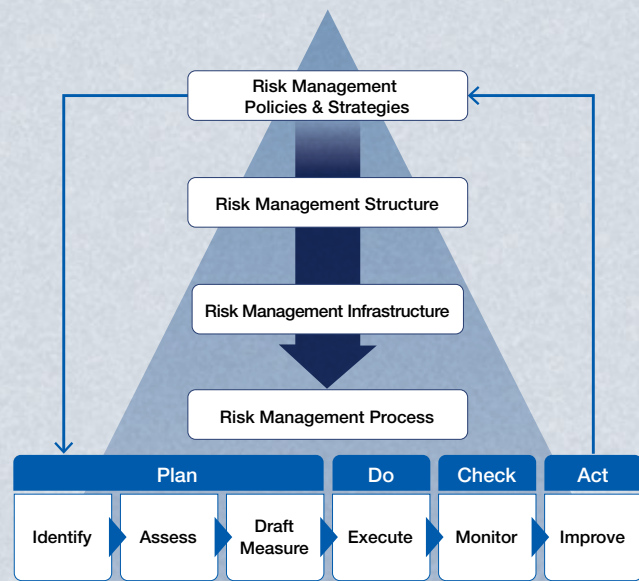 Risk Management
Policies & Strategies
Risk Management Structure
Risk Management Infrastructure
Risk Management Process
Plan
Do
Check
Act
Identify
Assess
Draft
Measure
Execute
Monitor
Improve